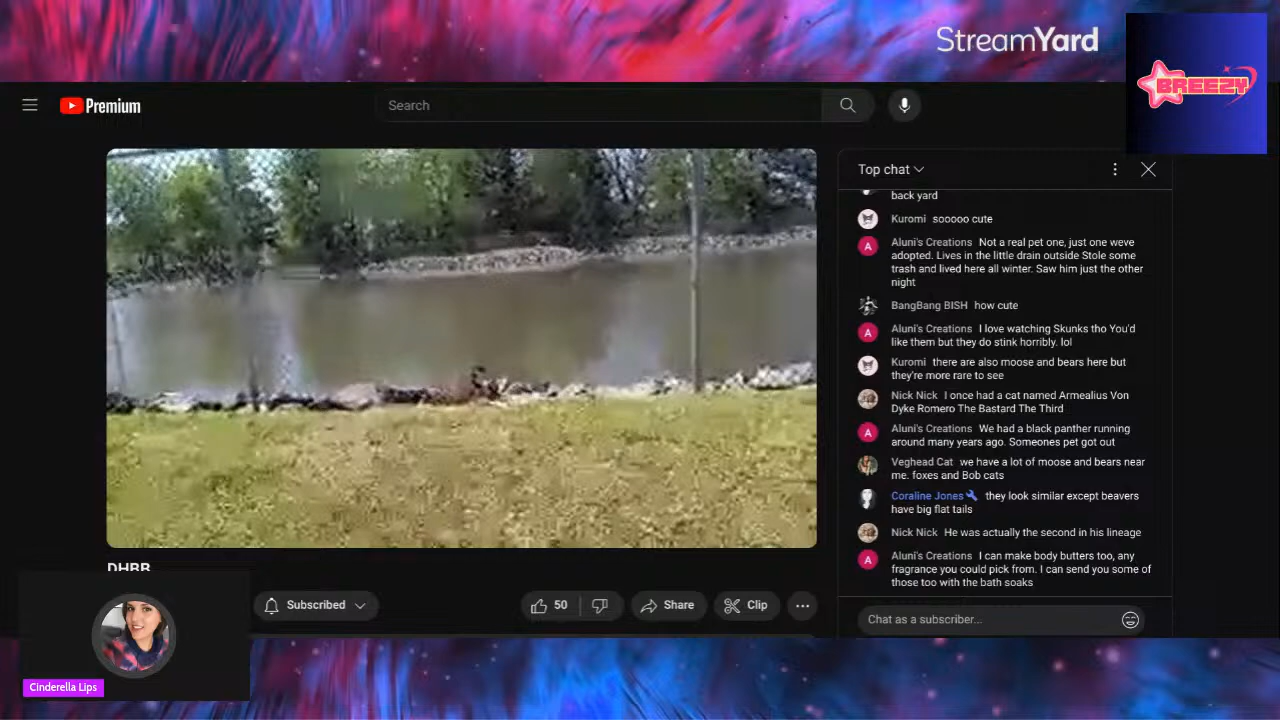 StreamYard
BREEZY
Premium
Search
Top chat
back yard
Kuromi sooooo cute
Aluni's Creations Not a real pet one, just one weve
adopted. Lives in the little drain outside Stole some
trash and lived here all winter. Saw him just the other
night
BangBang BISH how cute
Aluni's Creations I love watching Skunks tho You'd
like them but they do stink horribly. lol
Kuromi there are also moose and bears here but
they're more rare to see
Nick Nick I once had a cat named Armealius Von
Dyke Romero The Bastard The Third
Aluni's Creations We had a black panther running
around many years ago. Someones pet got out
Veghead Cat we have a lot of moose and bears near
me. foxes and Bob cats
Coraline Jones they look similar except beavers
have big flat tails
Nick Nick He was actually the second in his lineage
Aluni's Creations I can make body butters too, any
fragrance you could pick from. I can send you some of
those too with the bath soaks
Chat as a subscriber...
DHRB
Subscribed
50
Share
Clip
Cinderella Lips